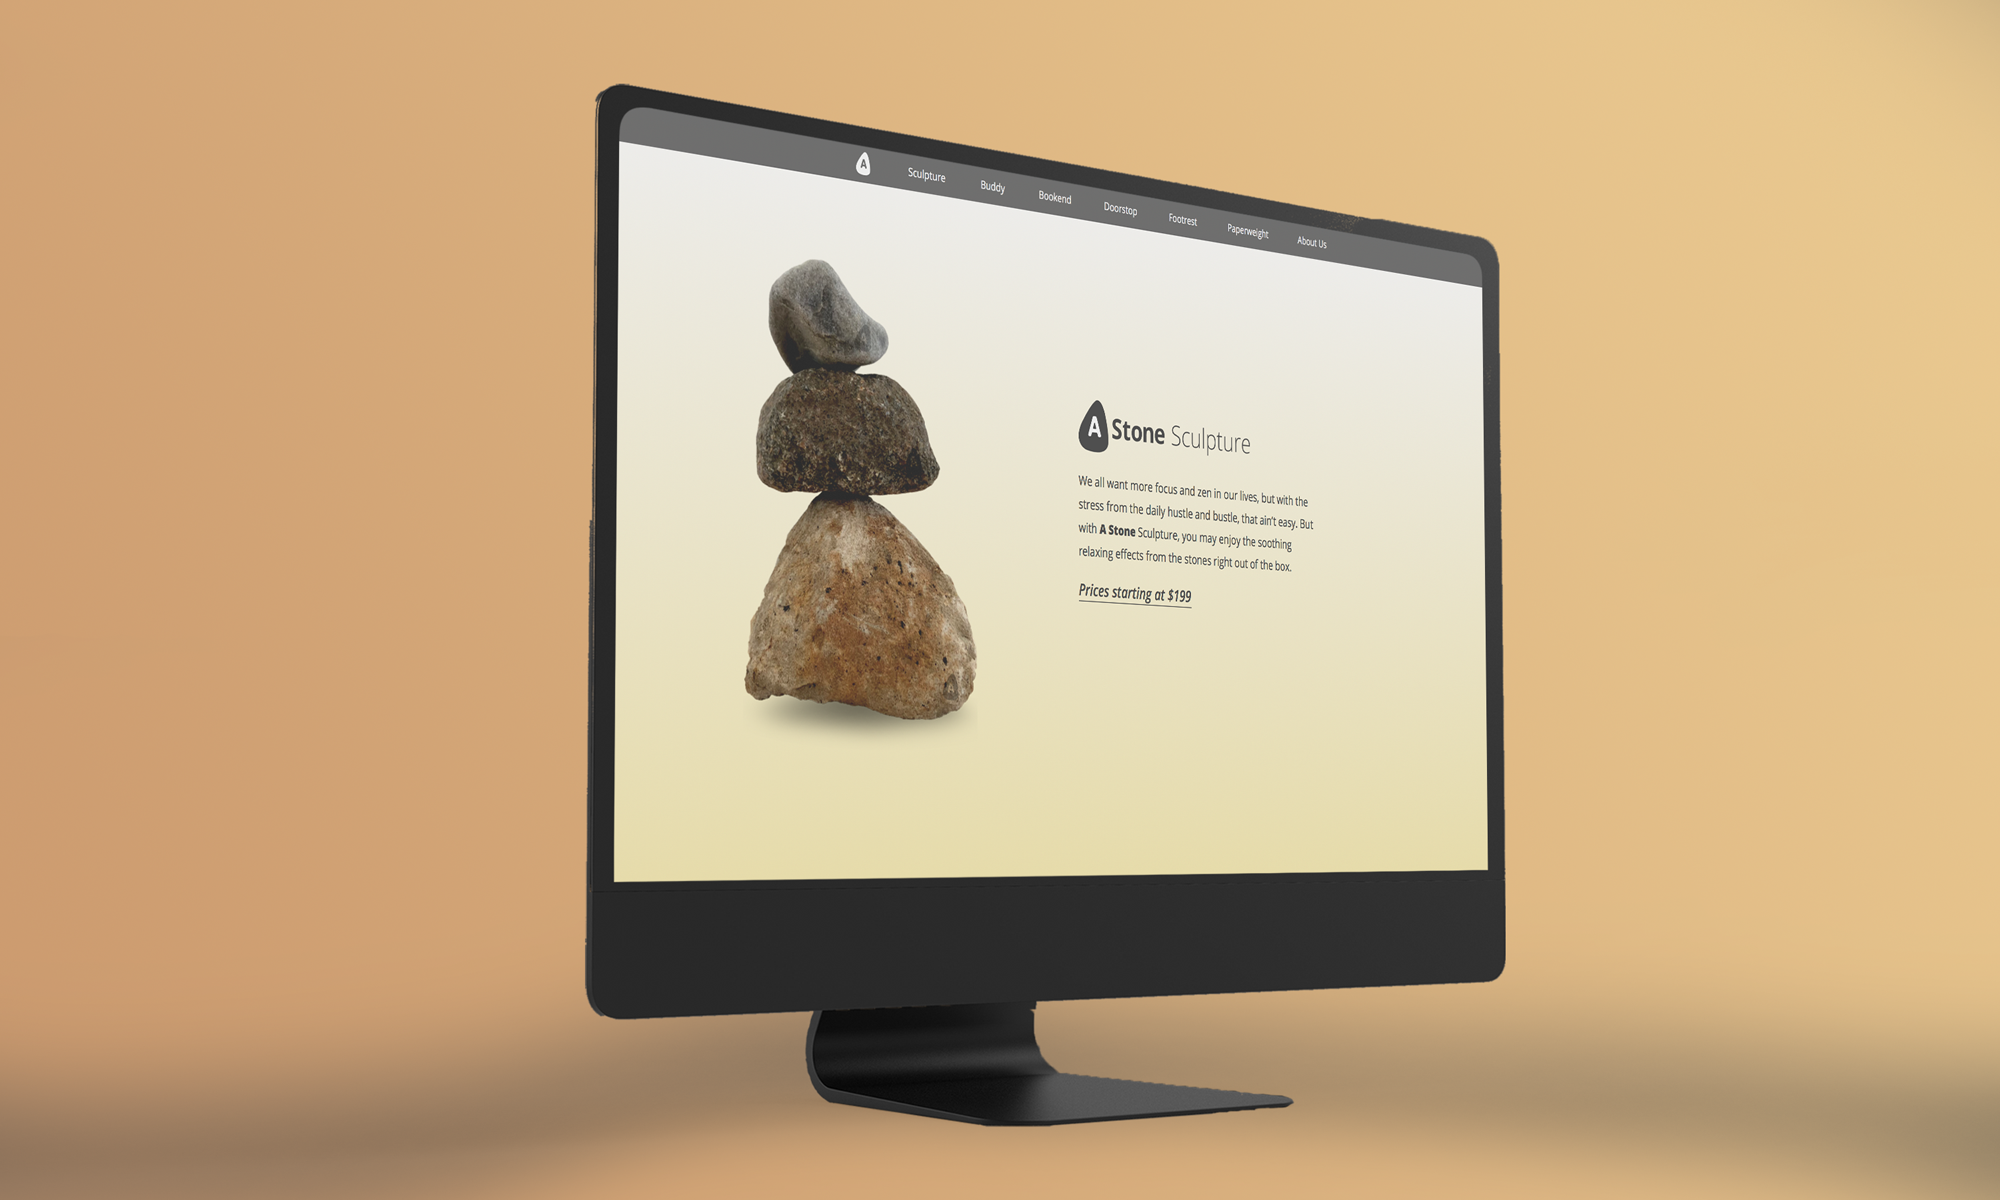 A
Sculpture
Buddy
Bookend
Doorstop
Footrest
Paperweight
About Us
A Stone Sculpture
We all want more focus and zen in our lives, but with the
stress from the daily hustle and bustle, that ain't easy. But
with A Stone Sculpture, you may enjoy the soothing
relaxing effects from the stones right out of the box.
Prices starting at $199
A
A